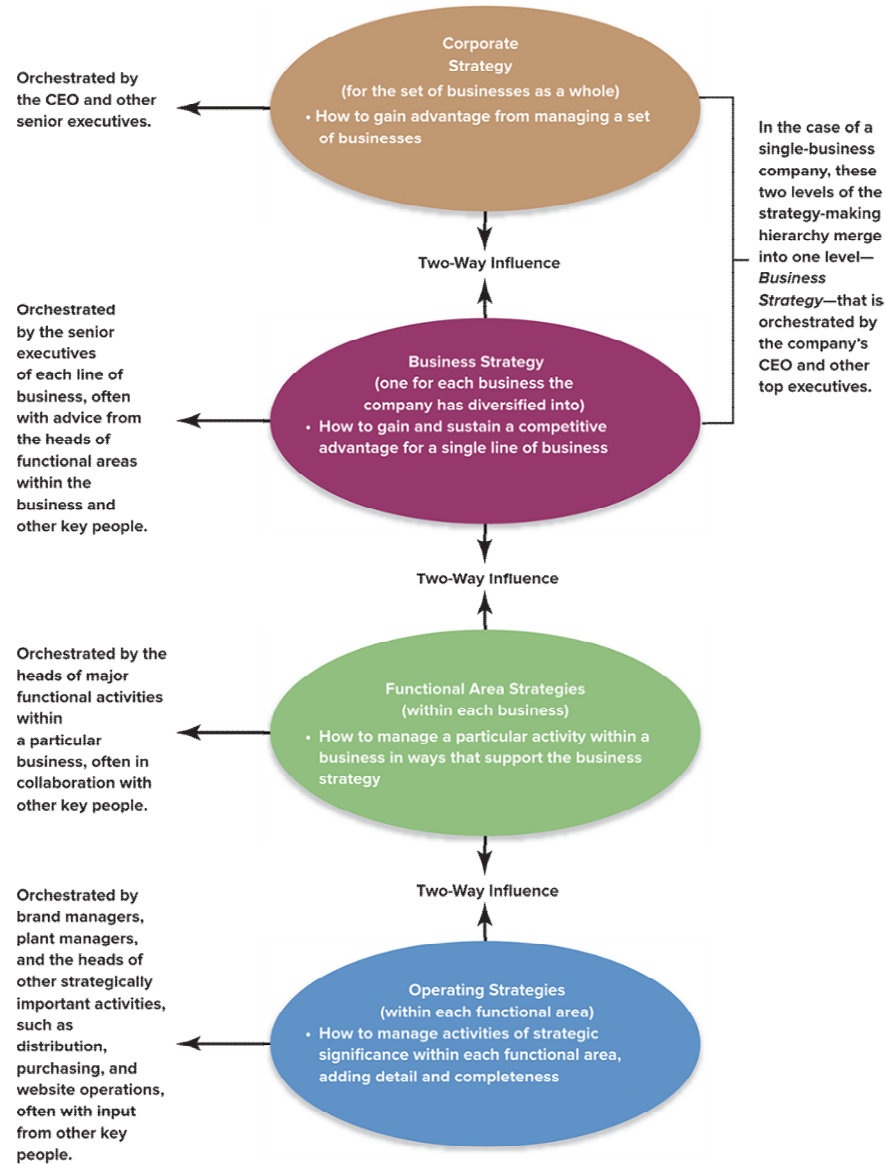 Corporate
Strategy
(for the set of businesses as a whole)
• How to gain advantage from managing a set
of businesses
Orchestrated by
the CEO and other
senior executives.
In the case of a
single-business
company, these
two levels of the
strategy-making
hierarchy merge
into one level—
Business
Strategy—that is
orchestrated by
the company's
CEO and other
top executives.
Two-Way Influence
Orchestrated
by the senior
executives
of each line of
business, often
with advice from
the heads of
functional areas
within the
business and
other key people.
Business Strategy
(one for each business the
company has diversified into)
• How to gain and sustain a competitive
advantage for a single line of business
Two-Way Influence
Orchestrated by the
heads of major
functional activities
within
a particular
business, often in
collaboration with
other key people.
Functional Area Strategies
(within each business)
• How to manage a particular activity within a
business in ways that support the business
strategy
Two-Way Influence
Orchestrated by
brand managers,
plant managers,
and the heads of
other strategically
important activities,
such as
distribution,
purchasing, and
website operations,
often with input
from other key
people.
Operating Strategies
(within each functional area)
• How to manage activities of strategic
significance within each functional area,
adding detail and completeness